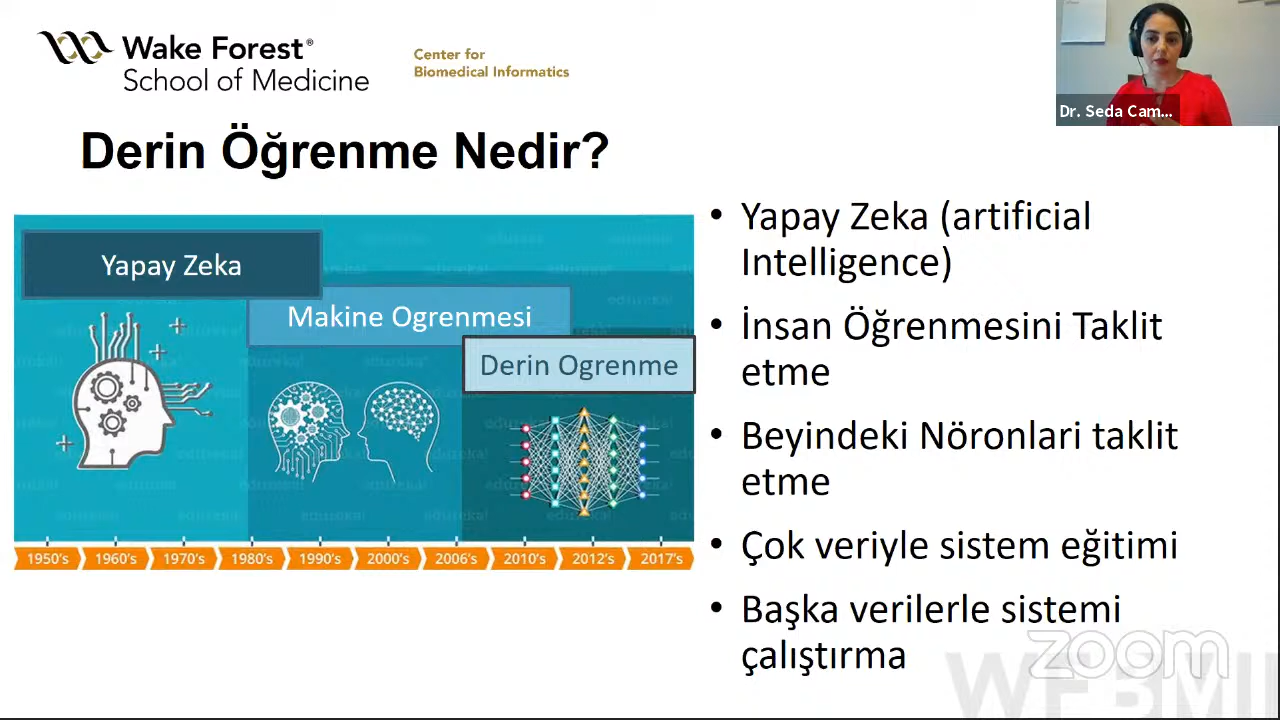 Wake Forest®
School of Medicine
Center for
Biomedical Informatics
Dr. Seda Cam...
Derin Öğrenme Nedir?
Yapay Zeka
Makine Ogrenmesi
Derin Ogrenme
1950's 1960's 1970's 1980's 1990's 2000's 2006's 2010's 2012's 2017's
• Yapay Zeka (artificial
Intelligence)
• İnsan Öğrenmesini Taklit
etme
• Beyindeki Nöronlari taklit
etme
• Çok veriyle sistem eğitimi
• Başka verilerle sistemi
çalıştırma
zoom